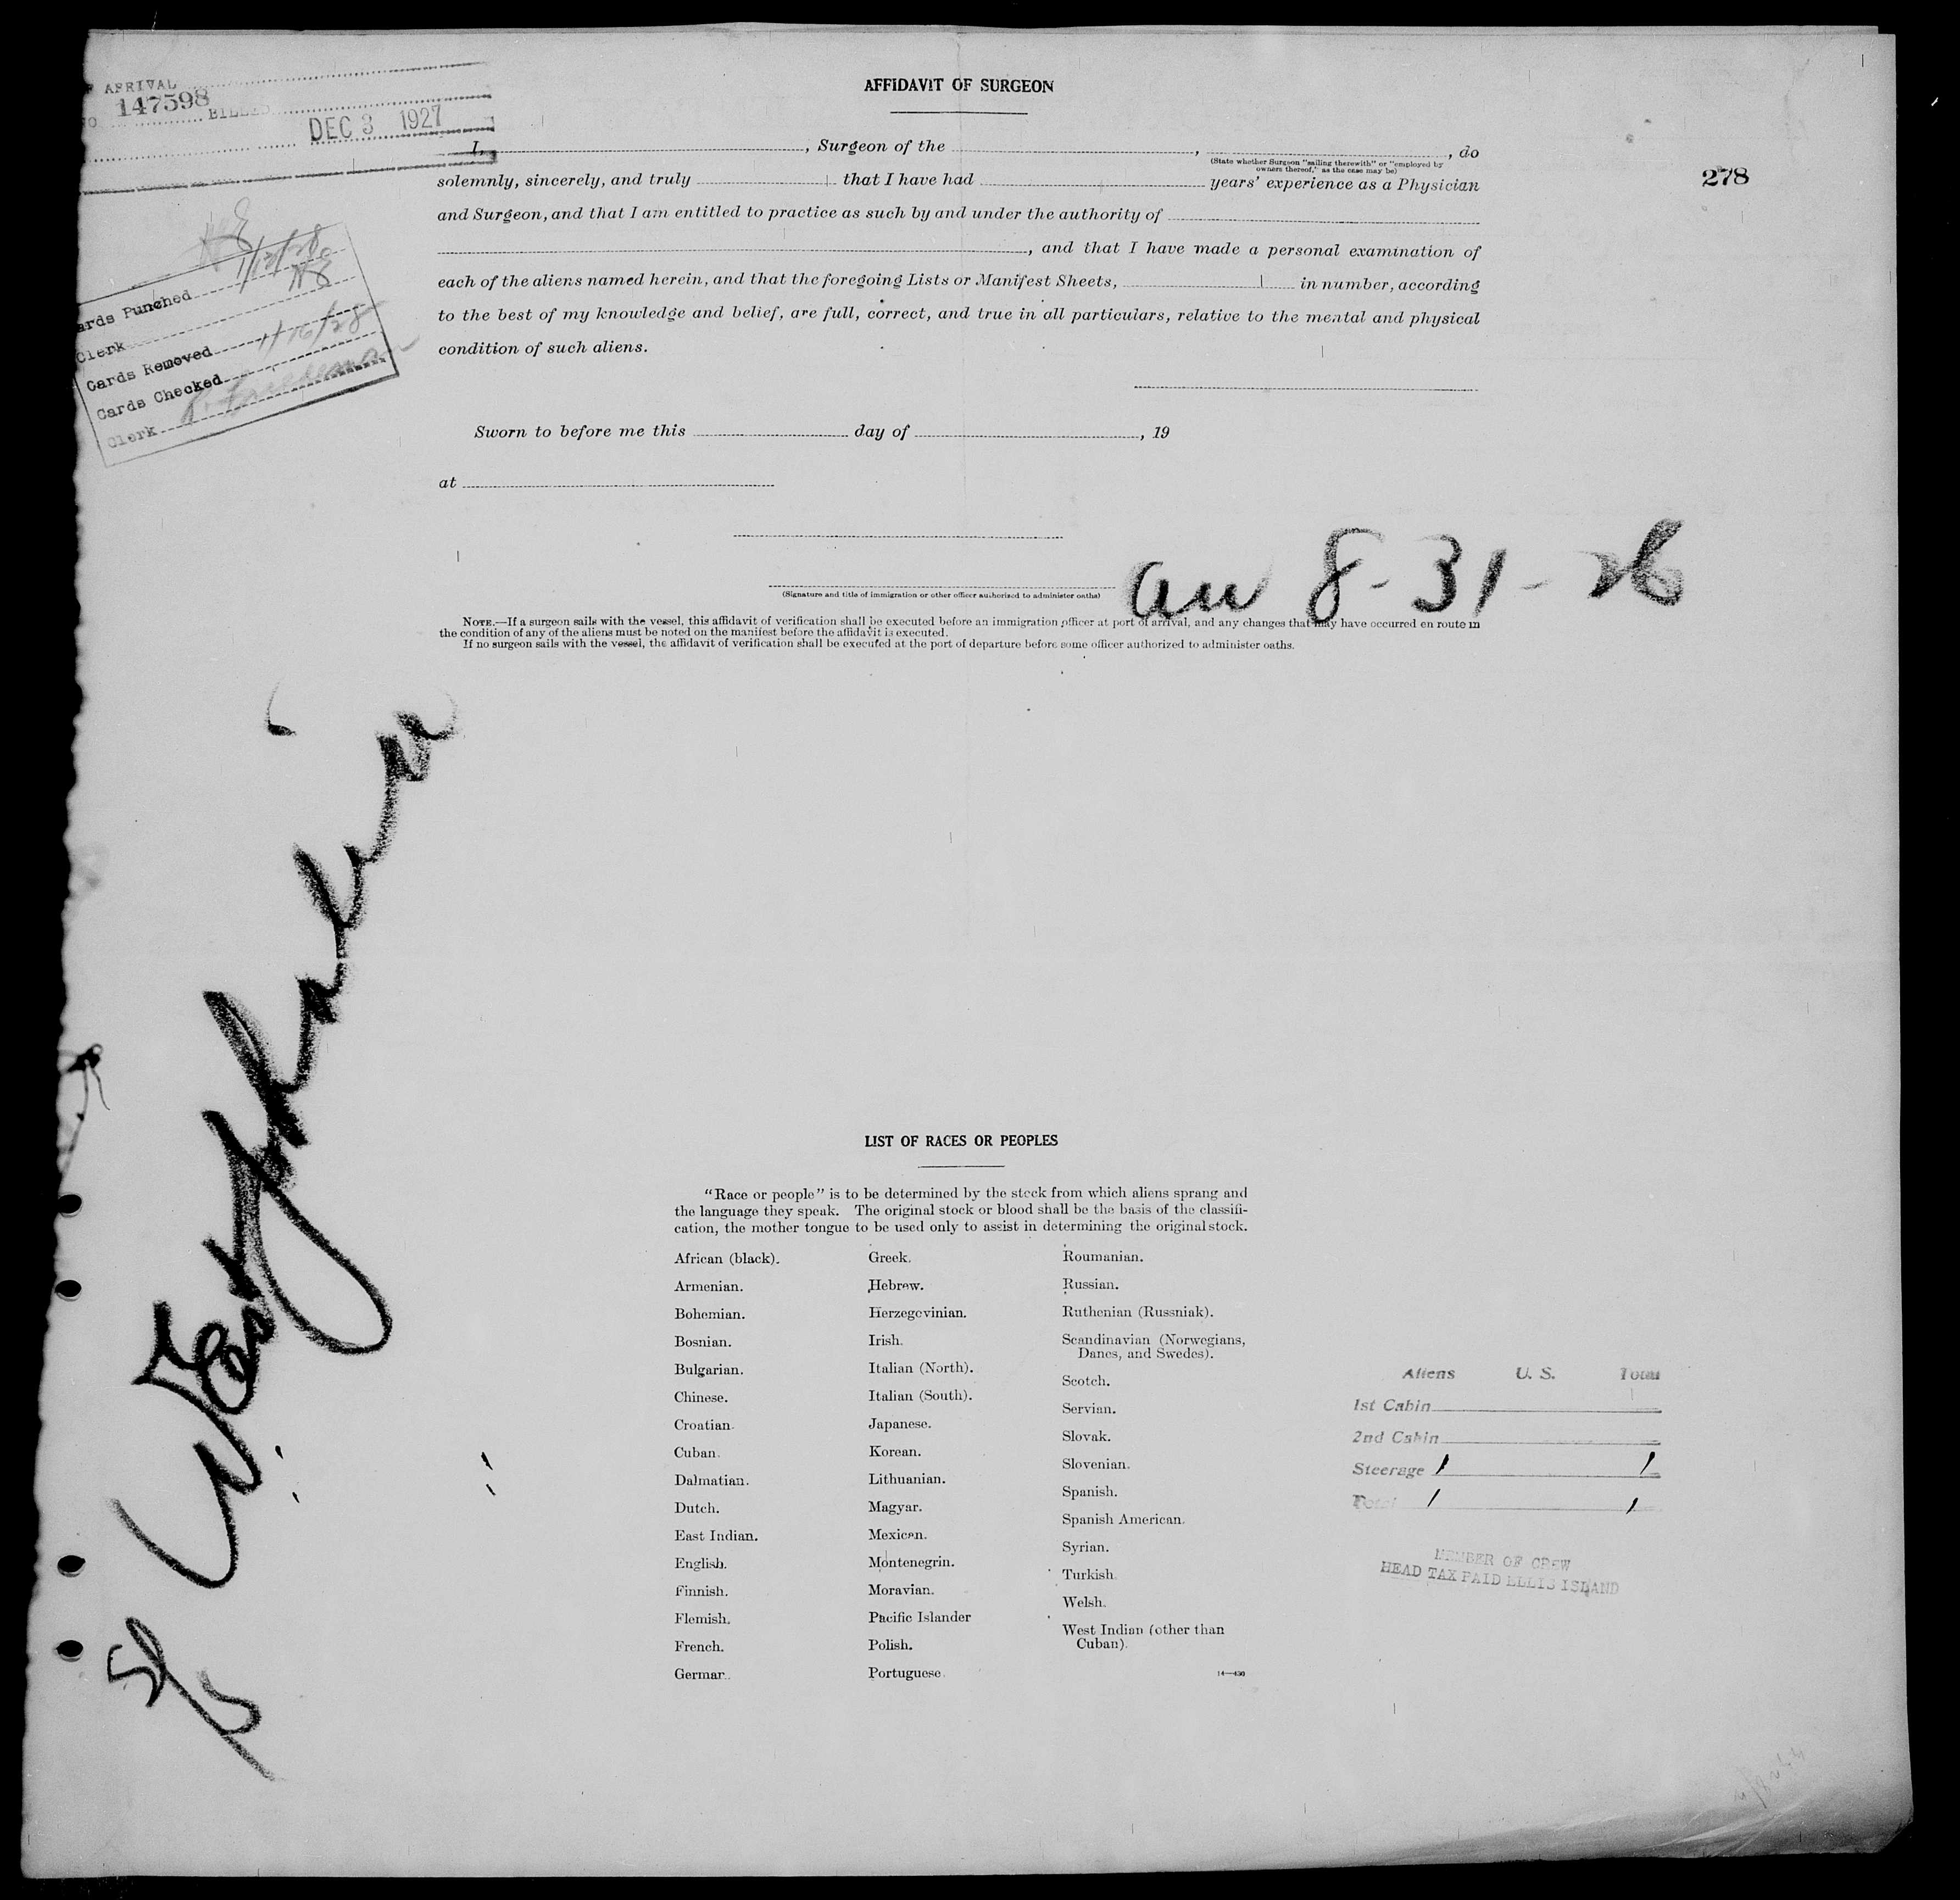 ARRIVAL
147598 BILLED
DEC 3 1927
AFFIDAVIT OF SURGEON
I, , Surgeon of the , , do
(State whether Surgeon "sailing therewith" or "employed by
owners thereof," as the case may be)
solemnly, sincerely, and truly that I have had years' experience as a Physician
278
and Surgeon, and that I am entitled to practice as such by and under the authority of
, and that I have made a personal examination of
each of the aliens named herein, and that the foregoing Lists or Manifest Sheets, in number, according
to the best of my knowledge and belief, are full, correct, and true in all particulars, relative to the mental and physical
condition of such aliens.
Cards Punched 1/12/28
Clerk NE
Cards Removed
Cards Checked 1/16/28
Clerk R. Friedman
Sworn to before me this day of , 19
at
(Signature and title of immigration or other officer authorized to administer oaths)
arr 8-31-26
NOTE.—If a surgeon sails with the vessel, this affidavit of verification shall be executed before an immigration officer at port of arrival, and any changes that may have occurred en route in
the condition of any of the aliens must be noted on the manifest before the affidavit is executed.
If no surgeon sails with the vessel, the affidavit of verification shall be executed at the port of departure before some officer authorized to administer oaths.
Westphalia
LIST OF RACES OR PEOPLES
"Race or people" is to be determined by the stock from which aliens sprang and
the language they speak. The original stock or blood shall be the basis of the classifi-
cation, the mother tongue to be used only to assist in determining the original stock.
African (black).
Armenian.
Bohemian.
Bosnian.
Bulgarian.
Chinese.
Croatian.
Cuban.
Dalmatian.
Dutch.
East Indian.
English.
Finnish.
Flemish.
French.
German.
Greek.
Hebrew.
Herzegovinian.
Irish.
Italian (North).
Italian (South).
Japanese.
Korean.
Lithuanian.
Magyar.
Mexican.
Montenegrin.
Moravian.
Pacific Islander
Polish.
Portuguese.
Roumanian.
Russian.
Ruthenian (Russniak).
Scandinavian (Norwegians,
Danes, and Swedes).
Scotch.
Servian.
Slovak.
Slovenian.
Spanish.
Spanish American.
Syrian.
Turkish.
Welsh.
West Indian (other than
Cuban).
14—430
Aliens U. S. Total
1st Cabin
2nd Cabin
Steerage 1 1
Total 1 1
MEMBER OF CREW
HEAD TAX PAID ELLIS ISLAND